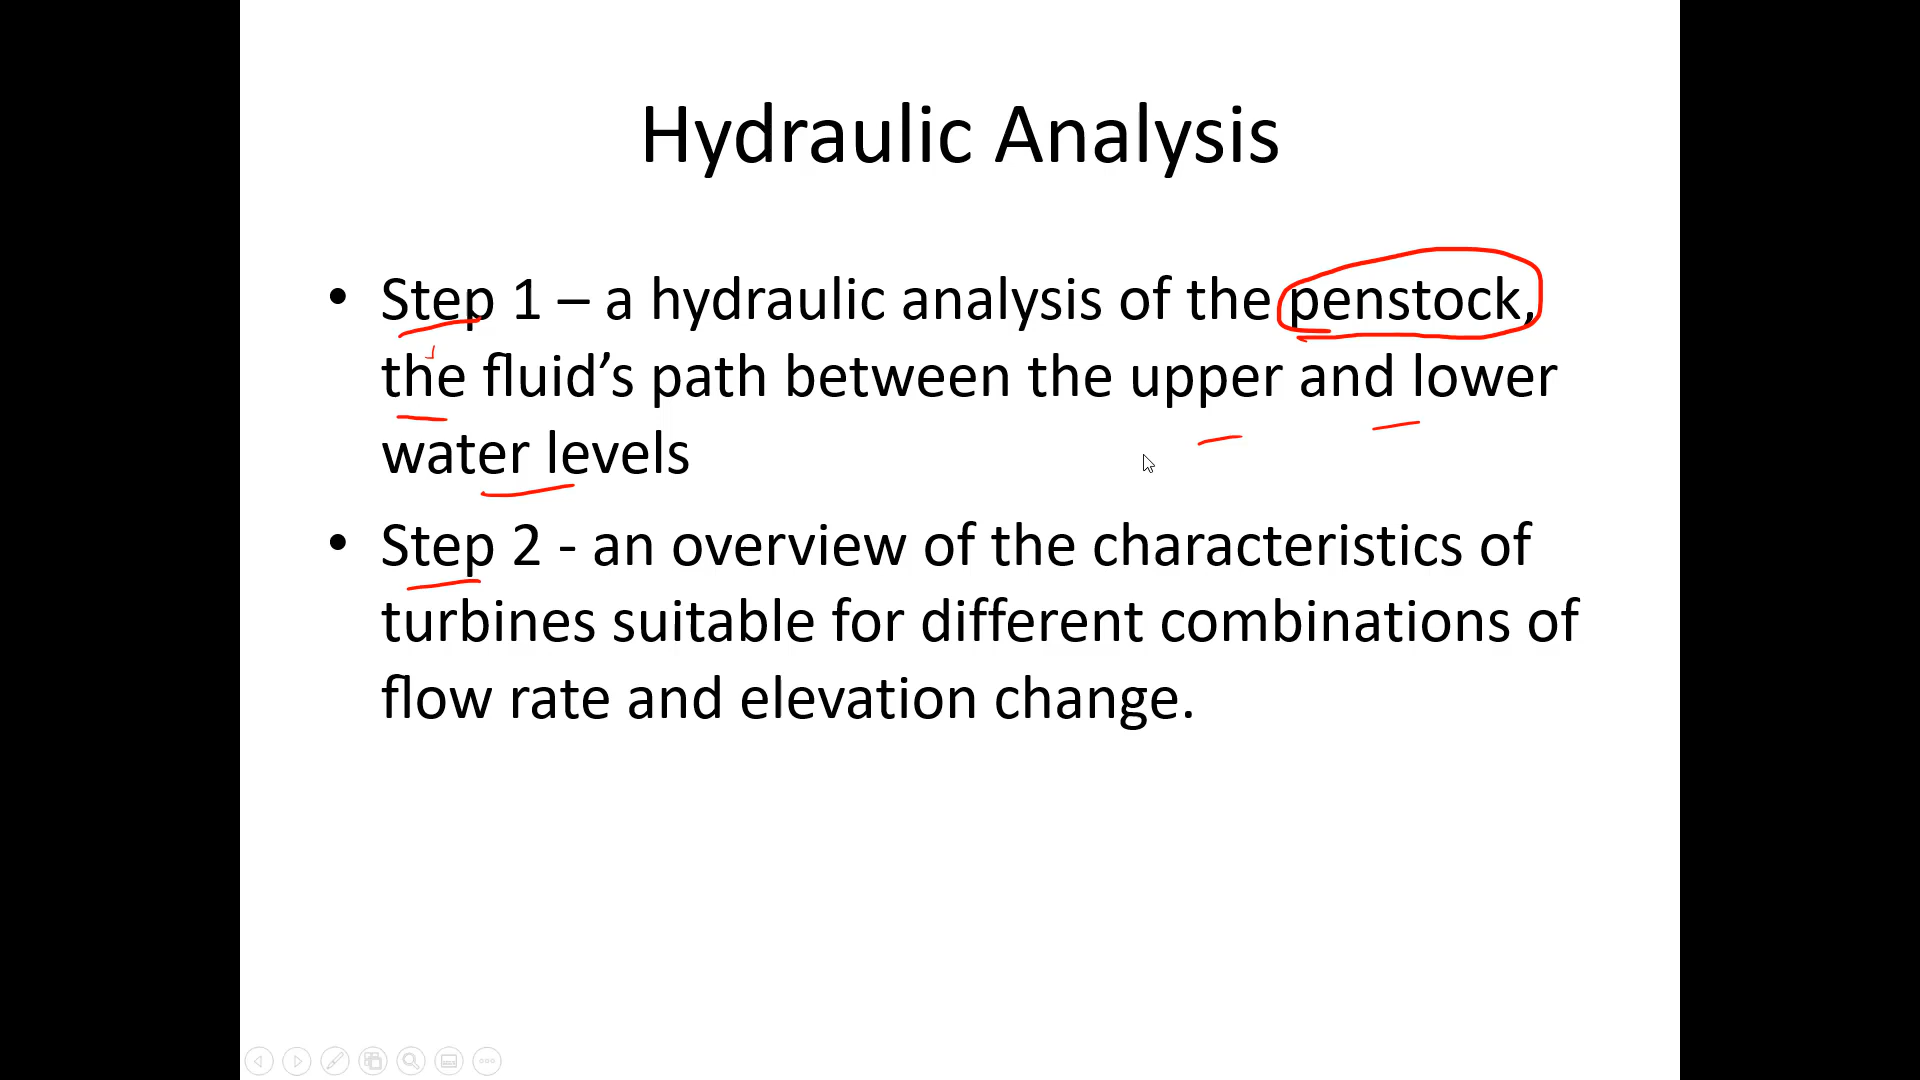 Hydraulic Analysis
• Step 1 – a hydraulic analysis of the penstock,
the fluid’s path between the upper and lower
water levels
• Step 2 - an overview of the characteristics of
turbines suitable for different combinations of
flow rate and elevation change.